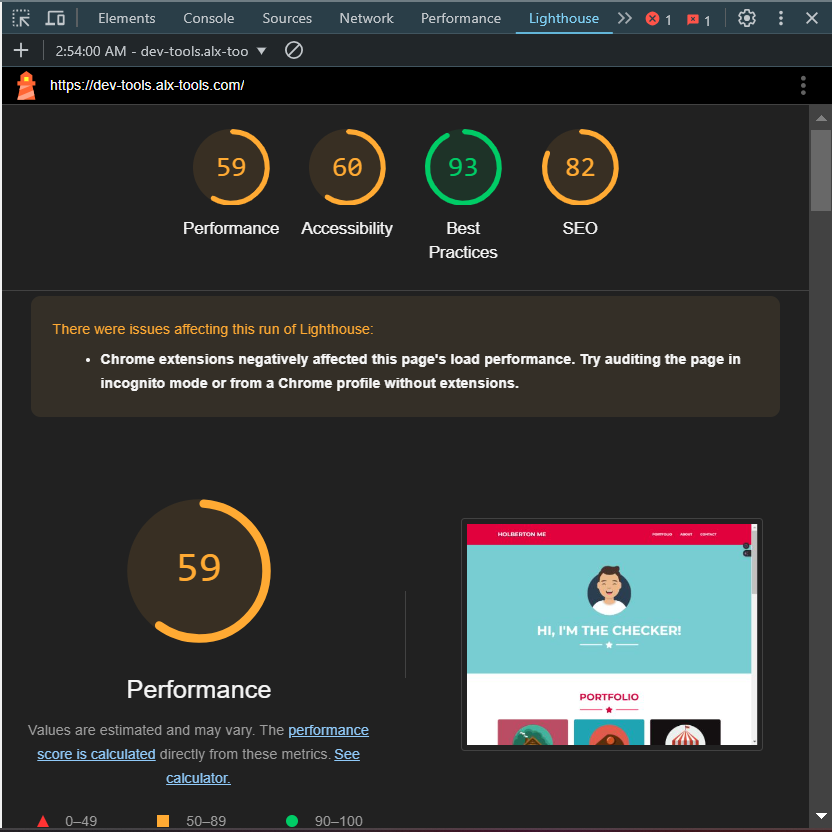 Elements Console Sources Network Performance Lighthouse 1 1
2:54:00 AM - dev-tools.alx-too
https://dev-tools.alx-tools.com/
59 60 93 82
Performance Accessibility Best Practices SEO
There were issues affecting this run of Lighthouse:
• Chrome extensions negatively affected this page's load performance. Try auditing the page in
incognito mode or from a Chrome profile without extensions.
59
Performance
Values are estimated and may vary. The performance
score is calculated directly from these metrics. See
calculator.
0–49 50–89 90–100
HOLBERTON ME PORTFOLIO ABOUT CONTACT
HI, I'M THE CHECKER!
PORTFOLIO